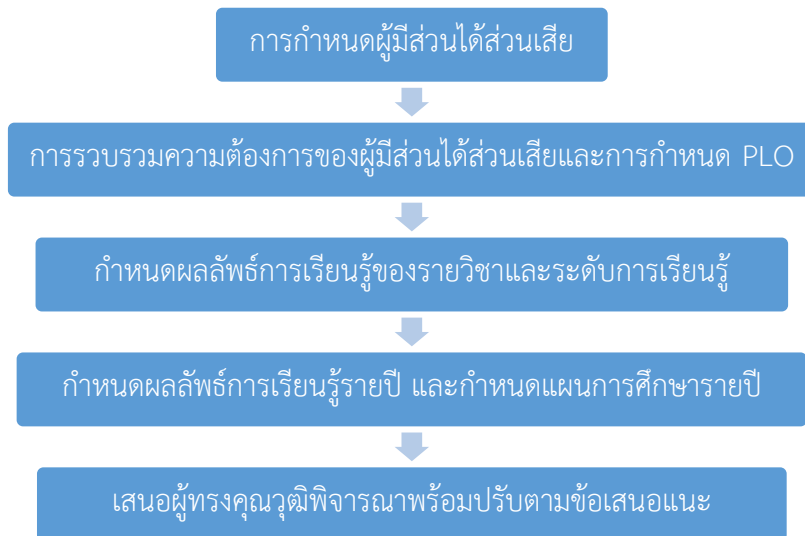 การกำหนดผู้มีส่วนได้ส่วนเสีย
การรวบรวมความต้องการของผู้มีส่วนได้ส่วนเสียและการกำหนด PLO
กำหนดผลลัพธ์การเรียนรู้ของรายวิชาและระดับการเรียนรู้
กำหนดผลลัพธ์การเรียนรู้รายปี และกำหนดแผนการศึกษารายปี
เสนอผู้ทรงคุณวุฒิพิจารณาพร้อมปรับตามข้อเสนอแนะ